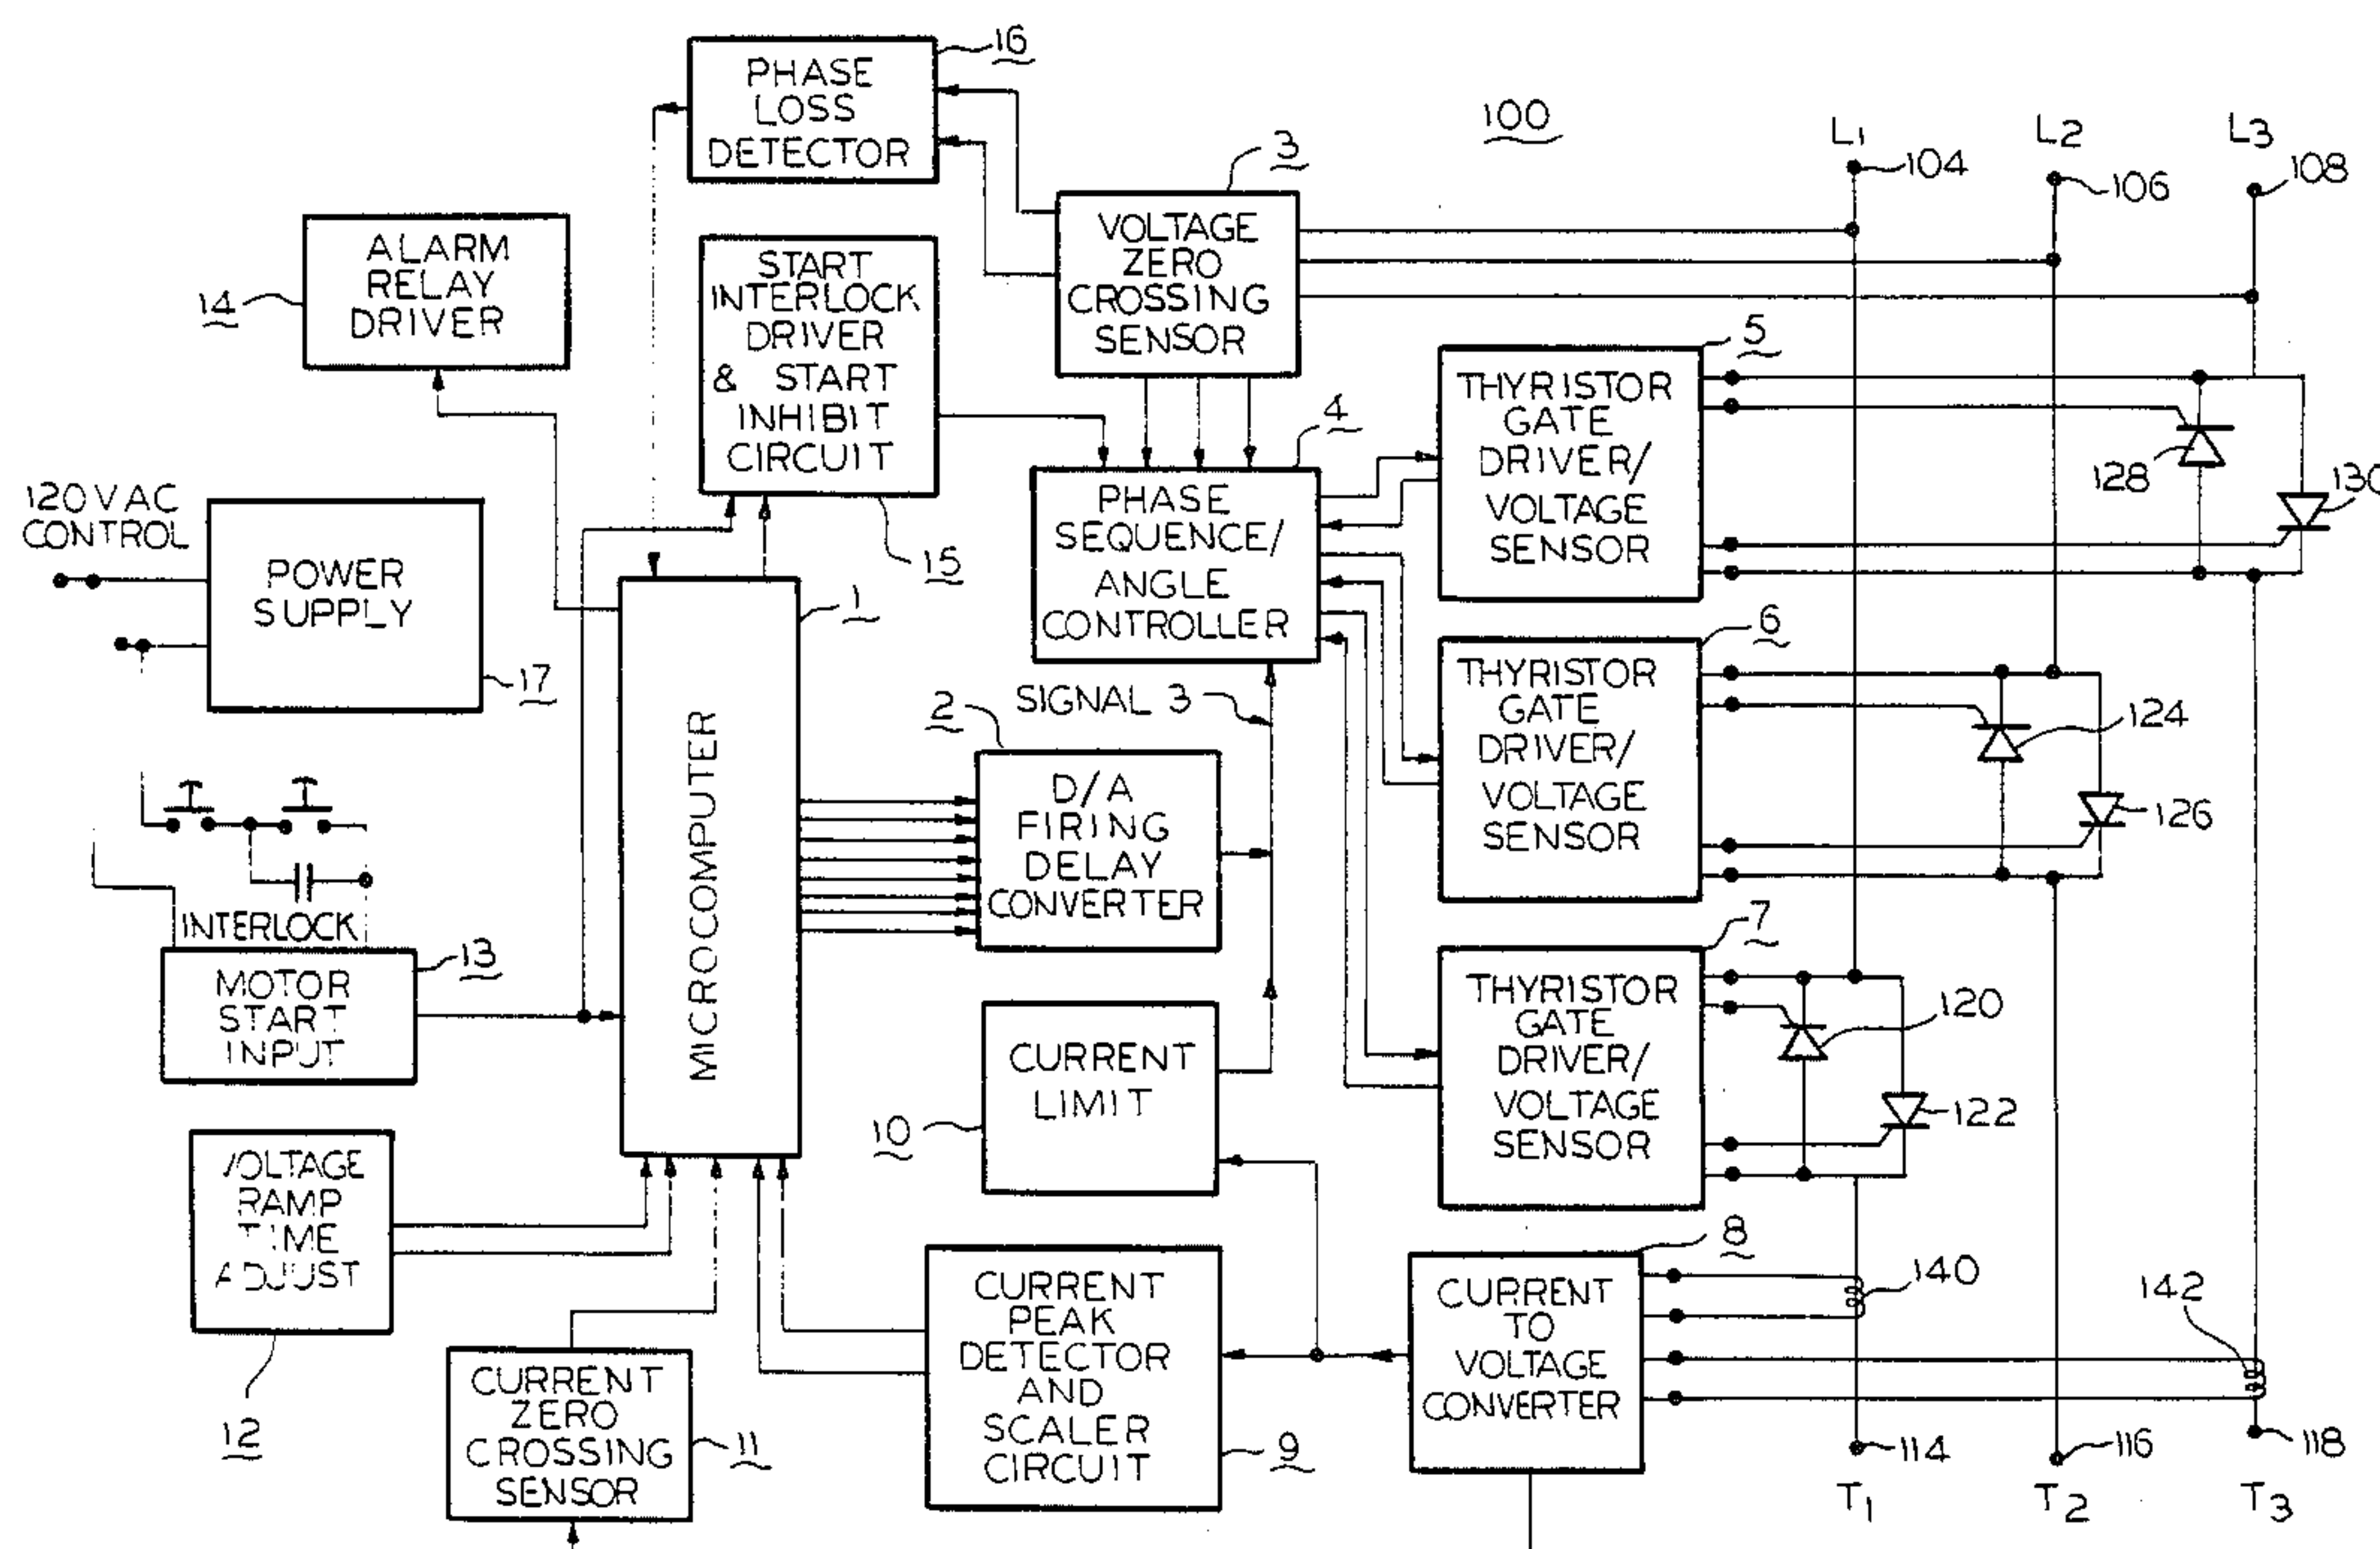 16
PHASE
LOSS
DETECTOR
100
L1
104
L2
106
L3
108
3
VOLTAGE
ZERO
CROSSING
SENSOR
ALARM
RELAY
DRIVER
14
START
INTERLOCK
DRIVER
& START
INHIBIT
CIRCUIT
15
4
PHASE
SEQUENCE/
ANGLE
CONTROLLER
5
THYRISTOR
GATE
DRIVER/
VOLTAGE
SENSOR
128
130
120 VAC
CONTROL
POWER
SUPPLY
17
1
MICROCOMPUTER
SIGNAL 3
2
D/A
FIRING
DELAY
CONVERTER
6
THYRISTOR
GATE
DRIVER/
VOLTAGE
SENSOR
124
126
INTERLOCK
13
MOTOR
START
INPUT
CURRENT
LIMIT
10
7
THYRISTOR
GATE
DRIVER/
VOLTAGE
SENSOR
120
122
VOLTAGE
RAMP
TIME
ADJUST
12
CURRENT
ZERO
CROSSING
SENSOR
11
CURRENT
PEAK
DETECTOR
AND
SCALER
CIRCUIT
9
8
CURRENT
TO
VOLTAGE
CONVERTER
140
142
114
T1
116
T2
118
T3